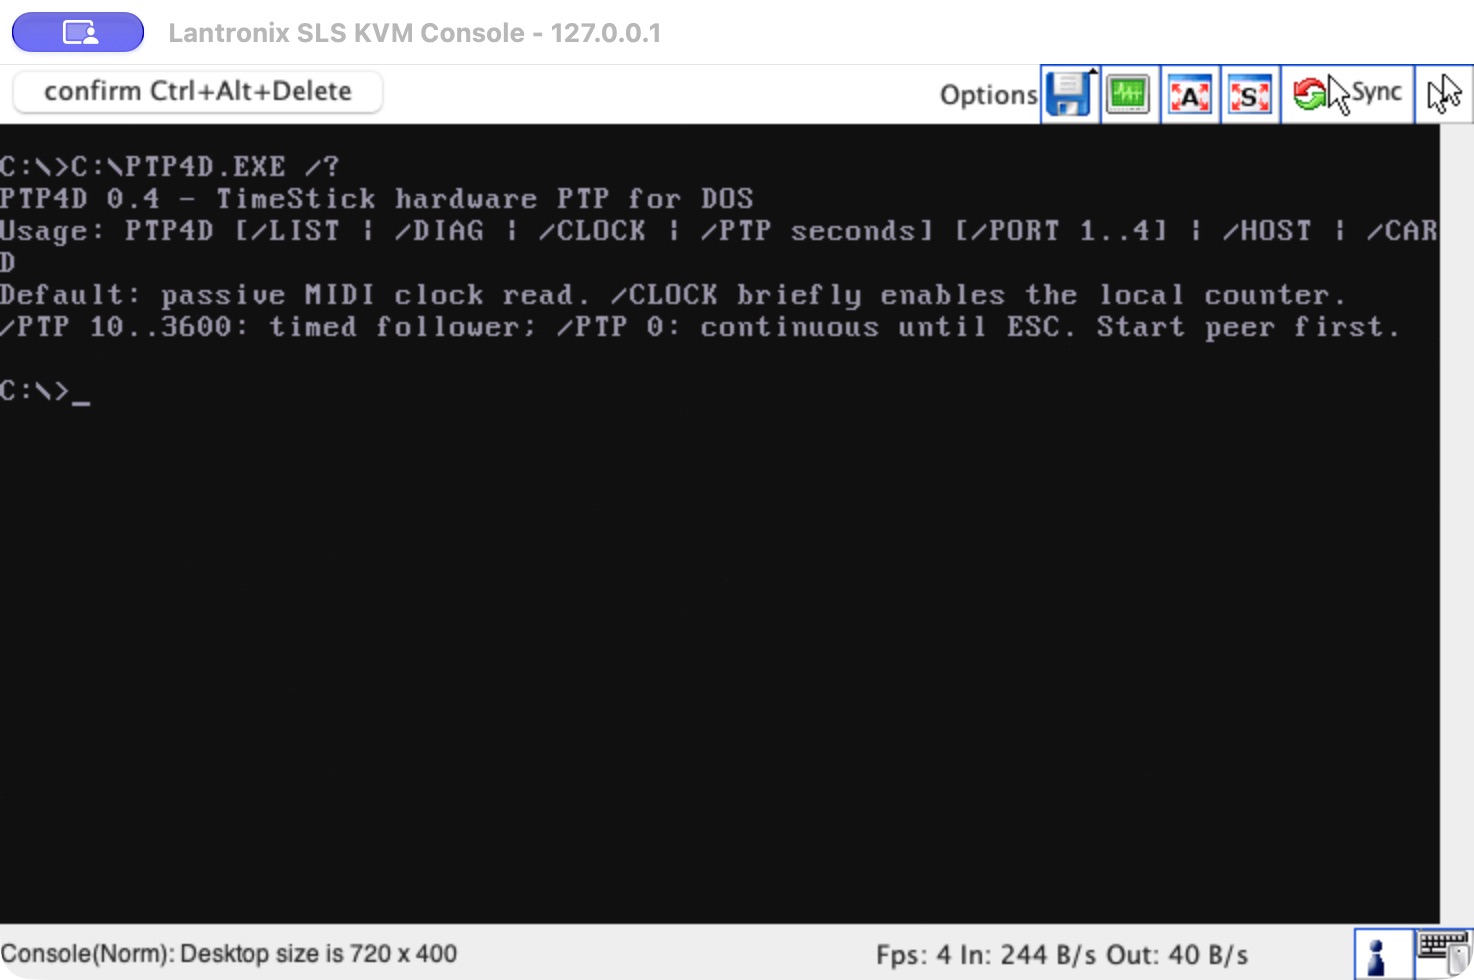 Lantronix SLS KVM Console - 127.0.0.1
confirm Ctrl+Alt+Delete
Options
A
S
Sync
C:\>C:\PTP4D.EXE /?
PTP4D 0.4 - TimeStick hardware PTP for DOS
Usage: PTP4D [/LIST | /DIAG | /CLOCK | /PTP seconds] [/PORT 1..4] | /HOST | /CAR
D
Default: passive MIDI clock read. /CLOCK briefly enables the local counter.
/PTP 10..3600: timed follower; /PTP 0: continuous until ESC. Start peer first.
C:\>_
Console(Norm): Desktop size is 720 x 400
Fps: 4 In: 244 B/s Out: 40 B/s